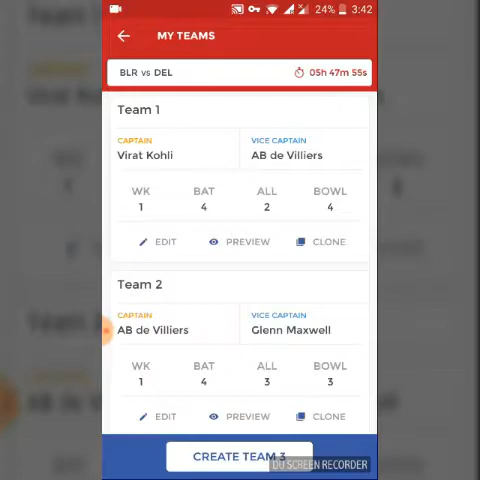 24% 3:42
MY TEAMS
BLR vs DEL 05h 47m 55s
Team 1
CAPTAIN VICE CAPTAIN
Virat Kohli AB de Villiers
WK BAT ALL BOWL
1 4 2 4
EDIT PREVIEW CLONE
Team 2
CAPTAIN VICE CAPTAIN
AB de Villiers Glenn Maxwell
WK BAT ALL BOWL
1 4 3 3
EDIT PREVIEW CLONE
CREATE TEAM 3
DU SCREEN RECORDER